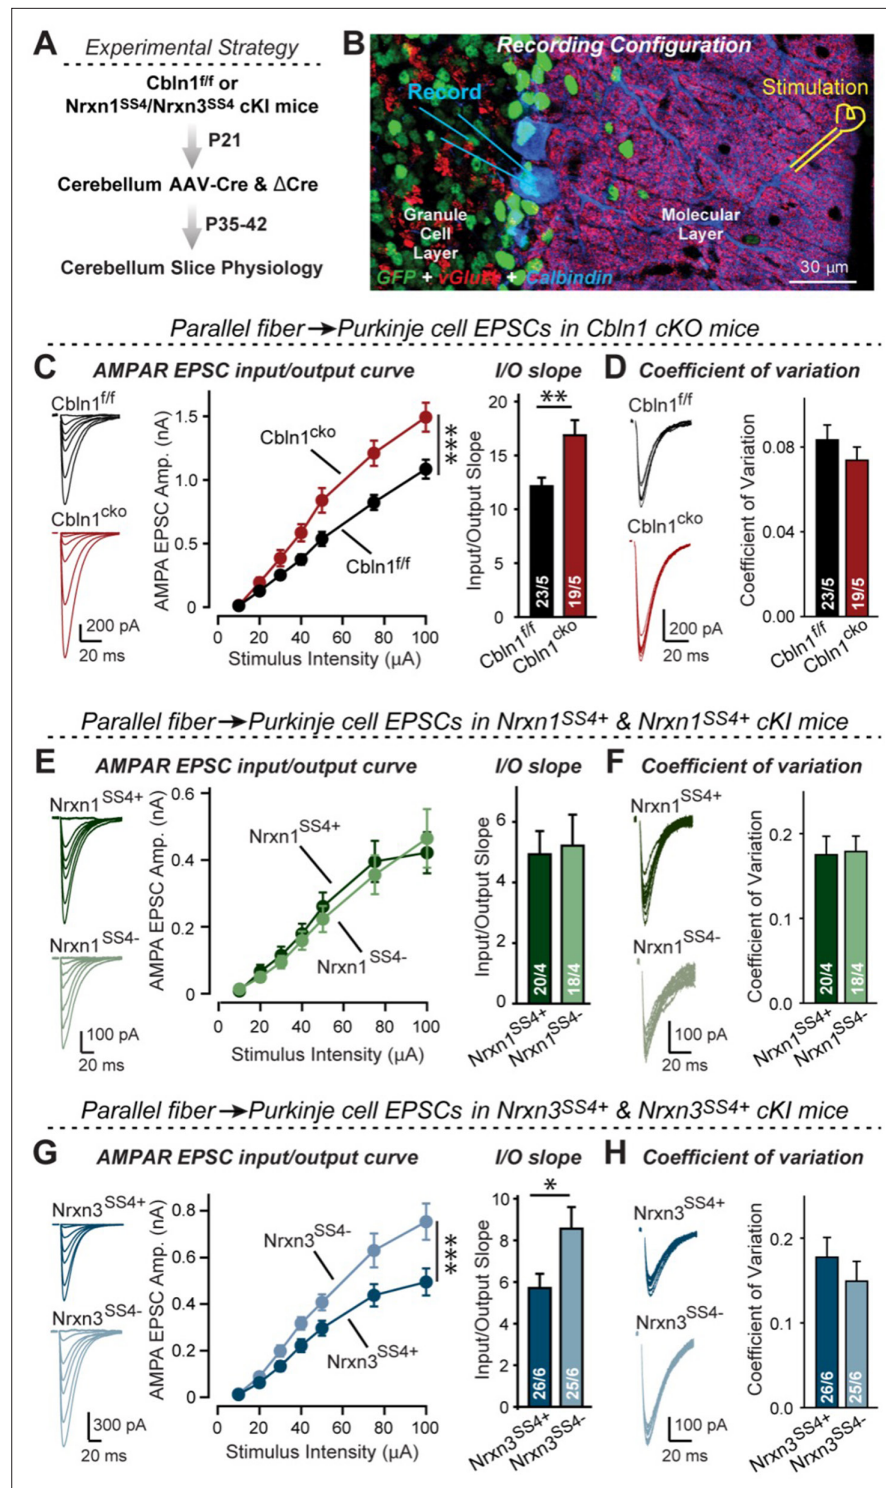 A Experimental Strategy
Cbln1f/f or
Nrxn1SS4/Nrxn3SS4 cKI mice
P21
Cerebellum AAV-Cre & ΔCre
P35-42
Cerebellum Slice Physiology
B Recording Configuration
Record
Stimulation
Granule
Cell
Layer
Molecular
Layer
GFP + vGlut1 + Calbindin
30 µm
Parallel fiber→Purkinje cell EPSCs in Cbln1 cKO mice
C AMPAR EPSC input/output curve
Cbln1f/f
Cbln1cko
200 pA
20 ms
AMPA EPSC Amp. (nA)
1.5
1.0
0.5
0
Cbln1cko
Cbln1f/f
***
0 20 40 60 80 100
Stimulus Intensity (µA)
I/O slope
Input/Output Slope
20
15
10
5
0
**
23/5
19/5
Cbln1f/f
Cbln1cko
D Coefficient of variation
Cbln1f/f
Cbln1cko
200 pA
20 ms
Coefficient of Variation
0.08
0.04
0.00
23/5
19/5
Cbln1f/f
Cbln1cko
Parallel fiber→Purkinje cell EPSCs in Nrxn1SS4+ & Nrxn1SS4+ cKI mice
E AMPAR EPSC input/output curve
Nrxn1SS4+
Nrxn1SS4-
100 pA
20 ms
AMPA EPSC Amp. (nA)
0.6
0.4
0.2
0
Nrxn1SS4+
Nrxn1SS4-
0 20 40 60 80 100
Stimulus Intensity (µA)
I/O slope
Input/Output Slope
6
4
2
0
20/4
18/4
Nrxn1SS4+
Nrxn1SS4-
F Coefficient of variation
Nrxn1SS4+
Nrxn1SS4-
100 pA
20 ms
Coefficient of Variation
0.2
0.1
0.0
20/4
18/4
Nrxn1SS4+
Nrxn1SS4-
Parallel fiber→Purkinje cell EPSCs in Nrxn3SS4+ & Nrxn3SS4+ cKI mice
G AMPAR EPSC input/output curve
Nrxn3SS4+
Nrxn3SS4-
300 pA
20 ms
AMPA EPSC Amp. (nA)
0.8
0.6
0.4
0.2
0
Nrxn3SS4-
Nrxn3SS4+
***
0 20 40 60 80 100
Stimulus Intensity (µA)
I/O slope
Input/Output Slope
10
8
6
4
2
0
*
26/6
25/6
Nrxn3SS4+
Nrxn3SS4-
H Coefficient of variation
Nrxn3SS4+
Nrxn3SS4-
100 pA
20 ms
Coefficient of Variation
0.2
0.1
0.0
26/6
25/6
Nrxn3SS4+
Nrxn3SS4-